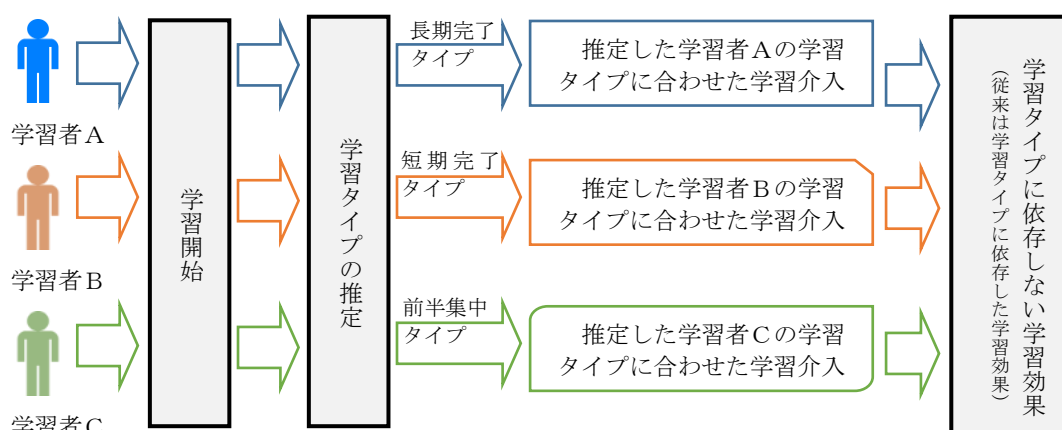 学習者A
学習者B
学習者C
学習開始
学習タイプの推定
長期完了
タイプ
短期完了
タイプ
前半集中
タイプ
推定した学習者Aの学習
タイプに合わせた学習介入
推定した学習者Bの学習
タイプに合わせた学習介入
推定した学習者Cの学習
タイプに合わせた学習介入
学習タイプに依存しない学習効果
(従来は学習タイプに依存した学習効果)